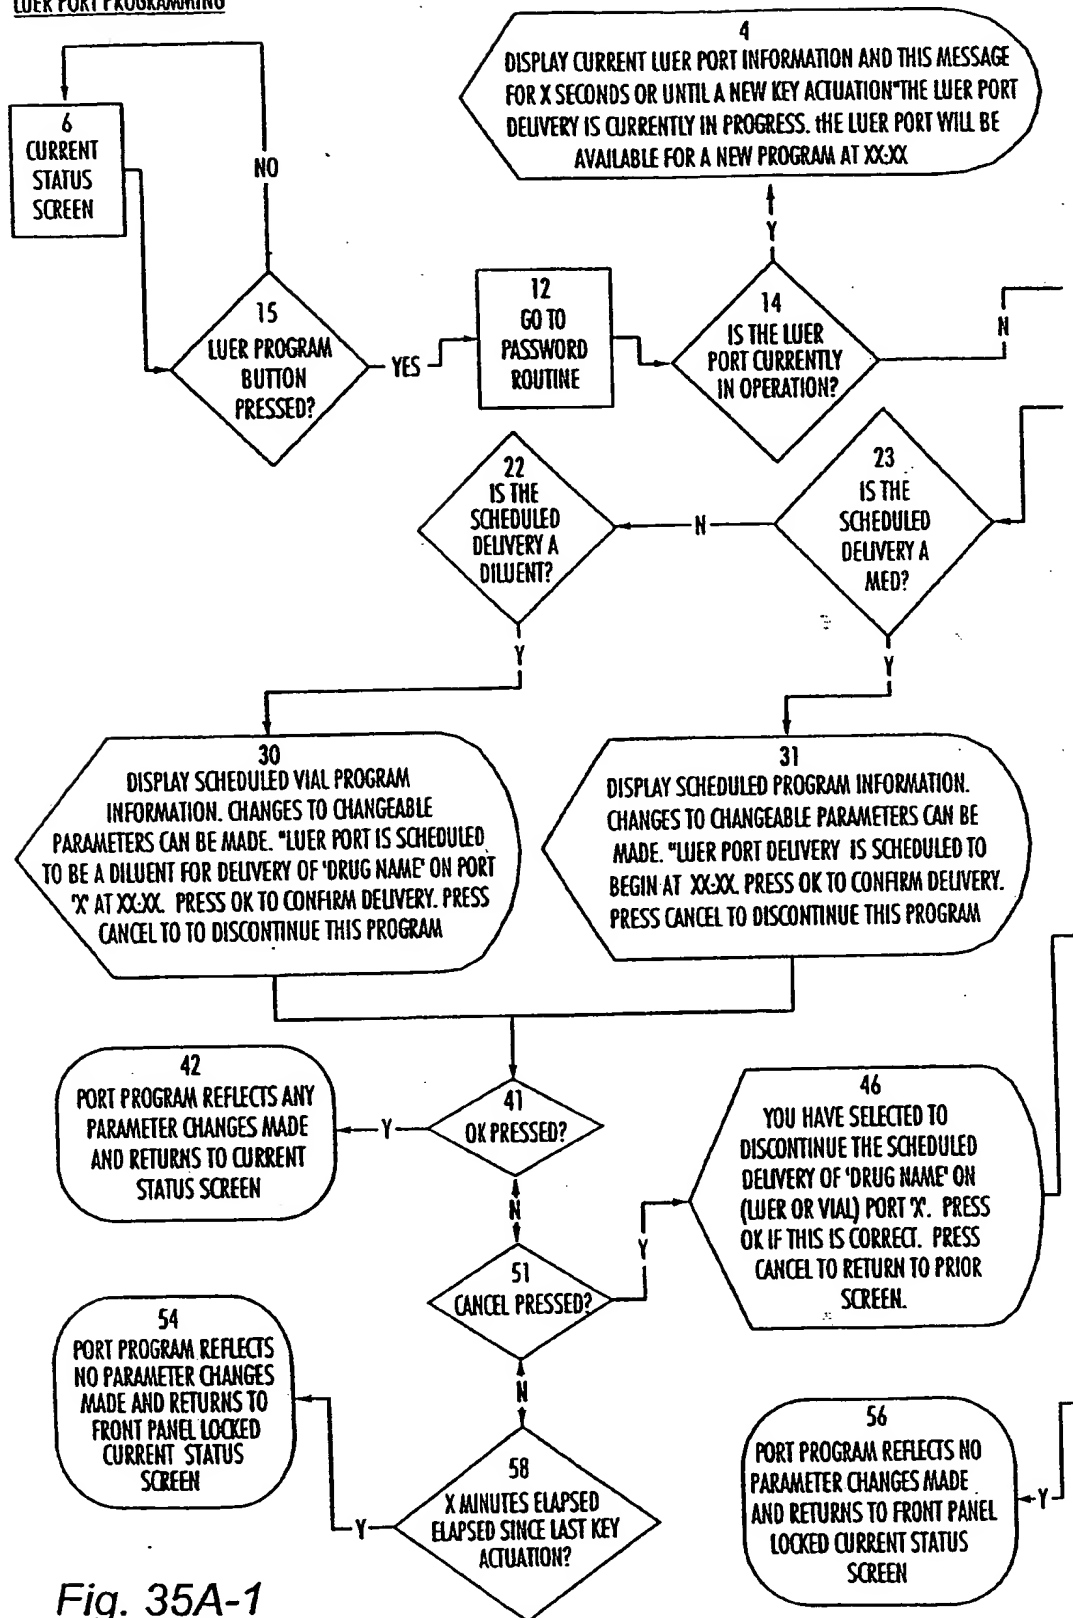 LUER PORT PROGRAMMING
4
DISPLAY CURRENT LUER PORT INFORMATION AND THIS MESSAGE
FOR X SECONDS OR UNTIL A NEW KEY ACTUATION"THE LUER PORT
DELIVERY IS CURRENTLY IN PROGRESS. tHE LUER PORT WILL BE
AVAILABLE FOR A NEW PROGRAM AT XX:XX
6
CURRENT
STATUS
SCREEN
NO
15
LUER PROGRAM
BUTTON
PRESSED?
YES
12
GO TO
PASSWORD
ROUTINE
Y
14
IS THE LUER
PORT CURRENTLY
IN OPERATION?
N
22
IS THE
SCHEDULED
DELIVERY A
DILUENT?
N
23
IS THE
SCHEDULED
DELIVERY A
MED?
Y
Y
30
DISPLAY SCHEDULED VIAL PROGRAM
INFORMATION. CHANGES TO CHANGEABLE
PARAMETERS CAN BE MADE. "LUER PORT IS SCHEDULED
TO BE A DILUENT FOR DELIVERY OF 'DRUG NAME' ON PORT
'X' AT XX:XX. PRESS OK TO CONFIRM DELIVERY. PRESS
CANCEL TO TO DISCONTINUE THIS PROGRAM
31
DISPLAY SCHEDULED PROGRAM INFORMATION.
CHANGES TO CHANGEABLE PARAMETERS CAN BE
MADE. "LUER PORT DELIVERY IS SCHEDULED TO
BEGIN AT XX:XX. PRESS OK TO CONFIRM DELIVERY.
PRESS CANCEL TO DISCONTINUE THIS PROGRAM
42
PORT PROGRAM REFLECTS ANY
PARAMETER CHANGES MADE
AND RETURNS TO CURRENT
STATUS SCREEN
Y
41
OK PRESSED?
N
46
YOU HAVE SELECTED TO
DISCONTINUE THE SCHEDULED
DELIVERY OF 'DRUG NAME' ON
(LUER OR VIAL) PORT 'X'. PRESS
OK IF THIS IS CORRECT. PRESS
CANCEL TO RETURN TO PRIOR
SCREEN.
Y
51
CANCEL PRESSED?
N
54
PORT PROGRAM REFLECTS
NO PARAMETER CHANGES
MADE AND RETURNS TO
FRONT PANEL LOCKED
CURRENT STATUS
SCREEN
Y
58
X MINUTES ELAPSED
ELAPSED SINCE LAST KEY
ACTUATION?
56
PORT PROGRAM REFLECTS NO
PARAMETER CHANGES MADE
AND RETURNS TO FRONT PANEL
LOCKED CURRENT STATUS
SCREEN
Y
Fig. 35A-1